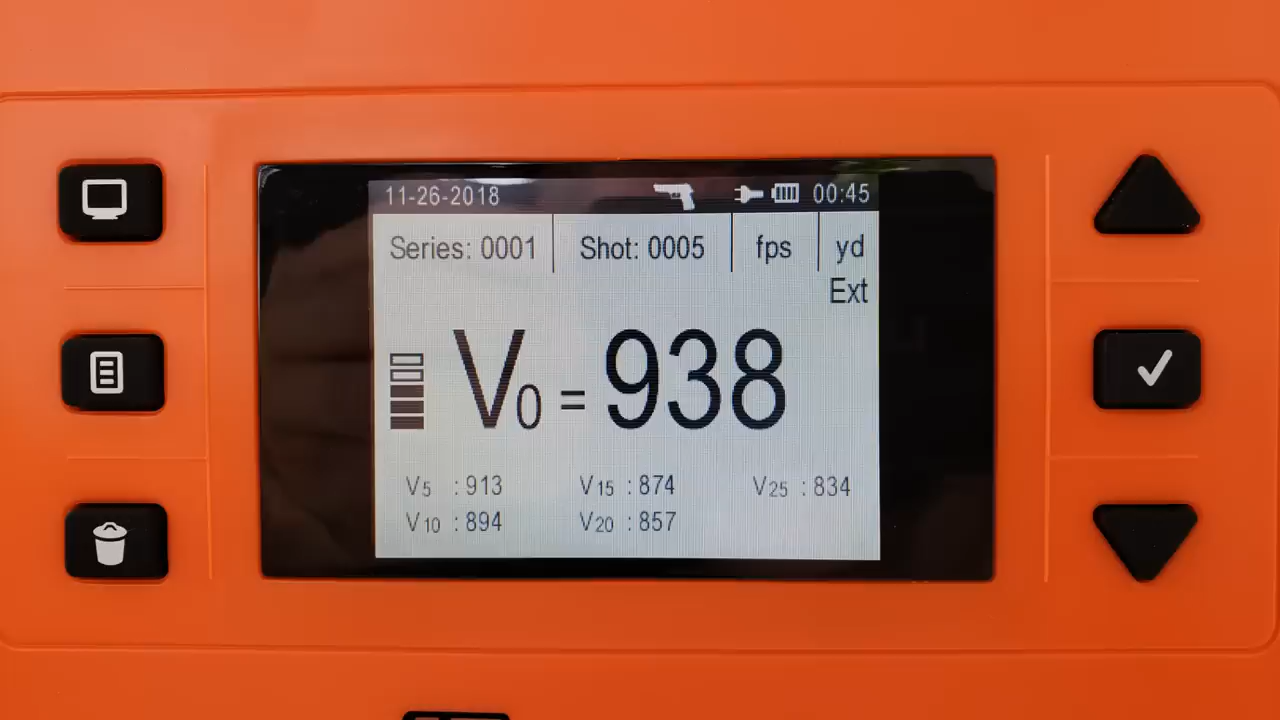 11-26-2018 00:45
Series: 0001 Shot: 0005 fps yd
Ext
V0 = 938
V5 : 913 V15 : 874 V25 : 834
V10 : 894 V20 : 857